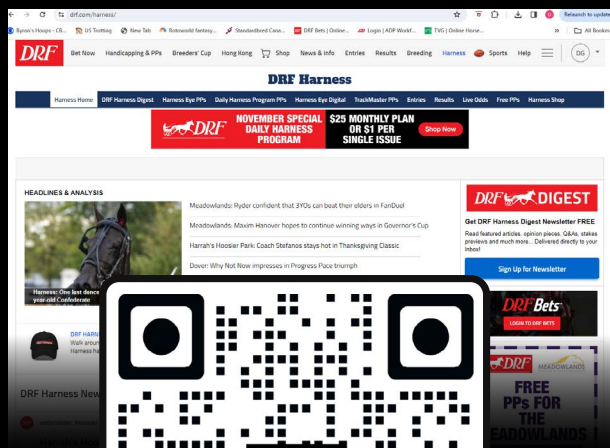 drf.com/harness/
Relaunch to update
Byron's Hoops - CB...
US Trotting
New Tab
Rotoworld fantasy...
Standardbred Cana...
DRF Bets | Online...
Login | ADP Workf...
TVG | Online Horse...
All Bookm
DRF
Bet Now
Handicapping & PPs
Breeders' Cup
Hong Kong
Shop
News & Info
Entries
Results
Breeding
Harness
Sports
Help
DG
DRF Harness
Harness Home
DRF Harness Digest
Harness Eye PPs
Daily Harness Program PPs
Harness Eye Digital
TrackMaster PPs
Entries
Results
Live Odds
Free PPs
Harness Shop
DRF
NOVEMBER SPECIAL
DAILY HARNESS
PROGRAM
$25 MONTHLY PLAN
OR $1 PER
SINGLE ISSUE
Shop Now
HEADLINES & ANALYSIS
Harness: One last dance
year-old Confederate
Meadowlands: Ryder confident that 3YOs can beat their elders in FanDuel
Meadowlands: Maxim Hanover hopes to continue winning ways in Governor's Cup
Harrah's Hoosier Park: Coach Stefanos stays hot in Thanksgiving Classic
Dover: Why Not Now impresses in Progress Pace triumph
DRF DIGEST
Get DRF Harness Digest Newsletter FREE
Read featured articles, opinion pieces, Q&As, stakes
previews and much more... Delivered directly to your
inbox!
Sign Up for Newsletter
DRF Bets
LOGIN TO DRF BETS
DRF HARN
Walk aroun
Harness ha
DRF Harness New
DRF
MEADOWLANDS
FREE
PPs FOR
THE
MEADOWLANDS